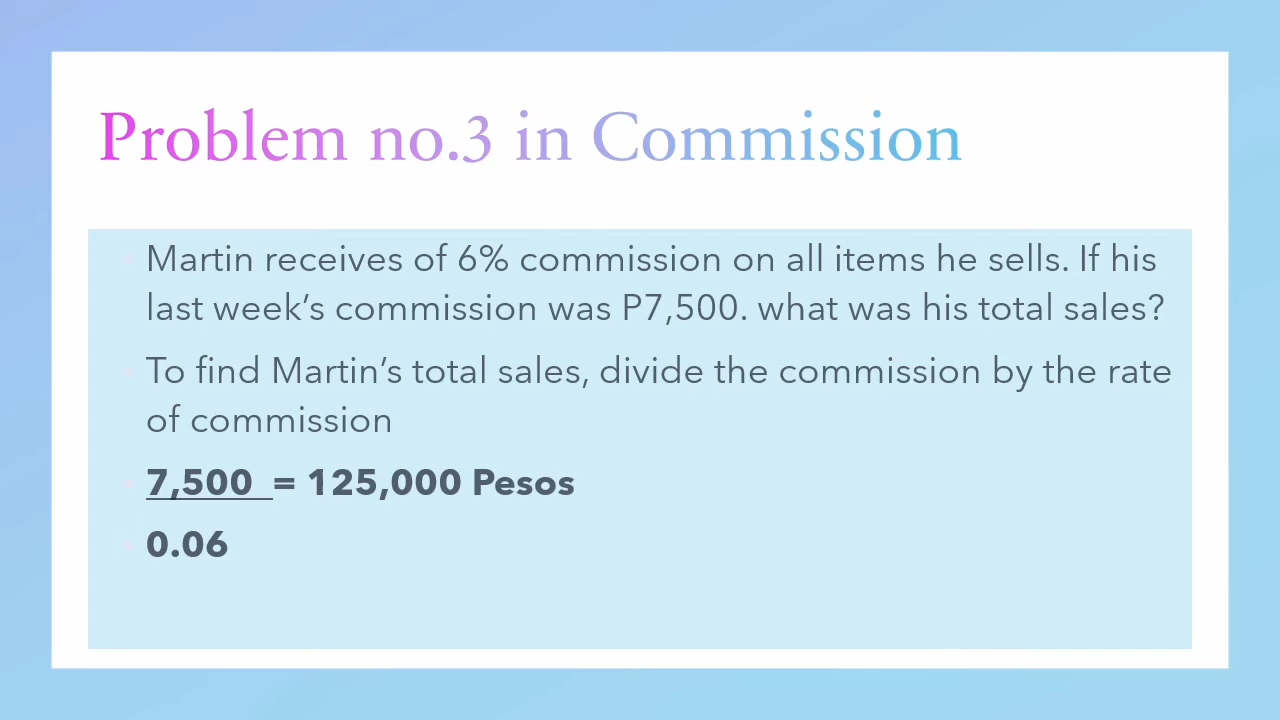 Problem no.3 in Commission
Martin receives of 6% commission on all items he sells. If his
last week’s commission was P7,500. what was his total sales?
To find Martin’s total sales, divide the commission by the rate
of commission
7,500 = 125,000 Pesos
0.06